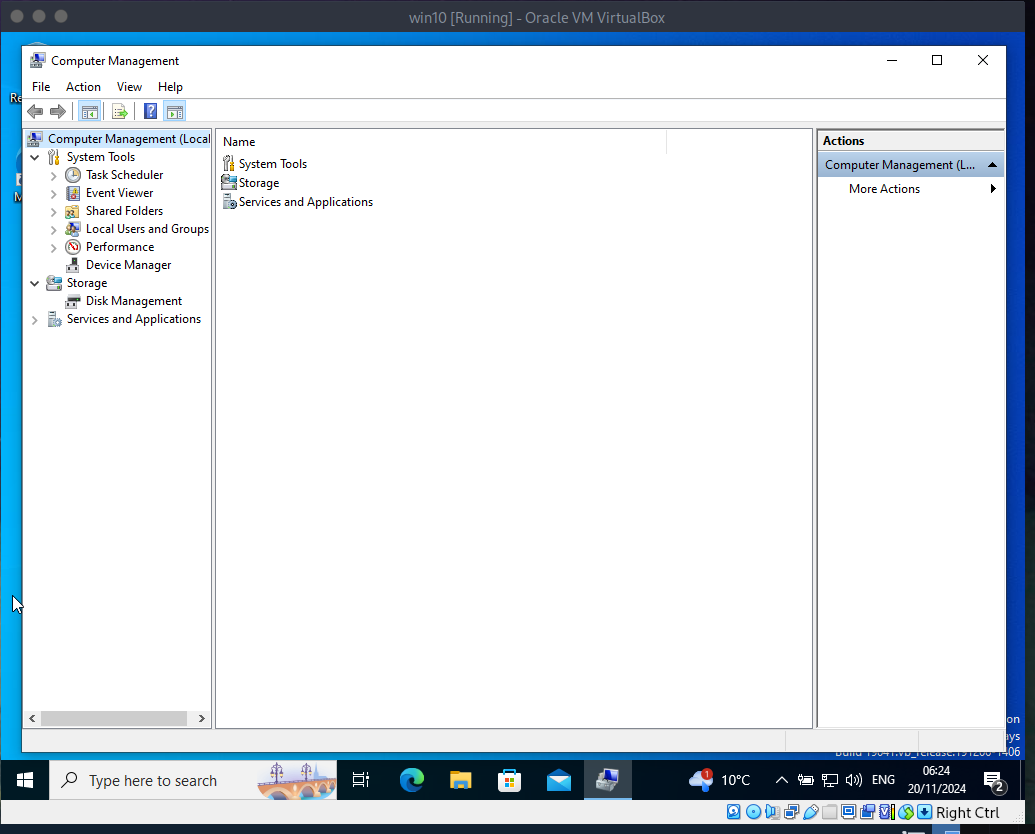 win10 [Running] - Oracle VM VirtualBox
Computer Management
File Action View Help
Computer Management (Local
System Tools
Task Scheduler
Event Viewer
Shared Folders
Local Users and Groups
Performance
Device Manager
Storage
Disk Management
Services and Applications
Name
System Tools
Storage
Services and Applications
Actions
Computer Management (L...
More Actions
Re
M
on
ays
Type here to search
1
10°C
ENG
06:24
20/11/2024
2
Right Ctrl